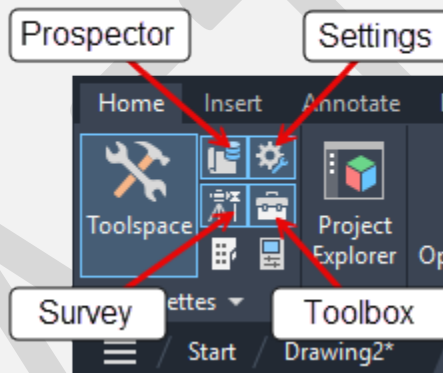 Prospector
Settings
Home Insert Annotate
Toolspace
Project
Explorer
Op
Survey
ettes
Toolbox
Start / Drawing2*